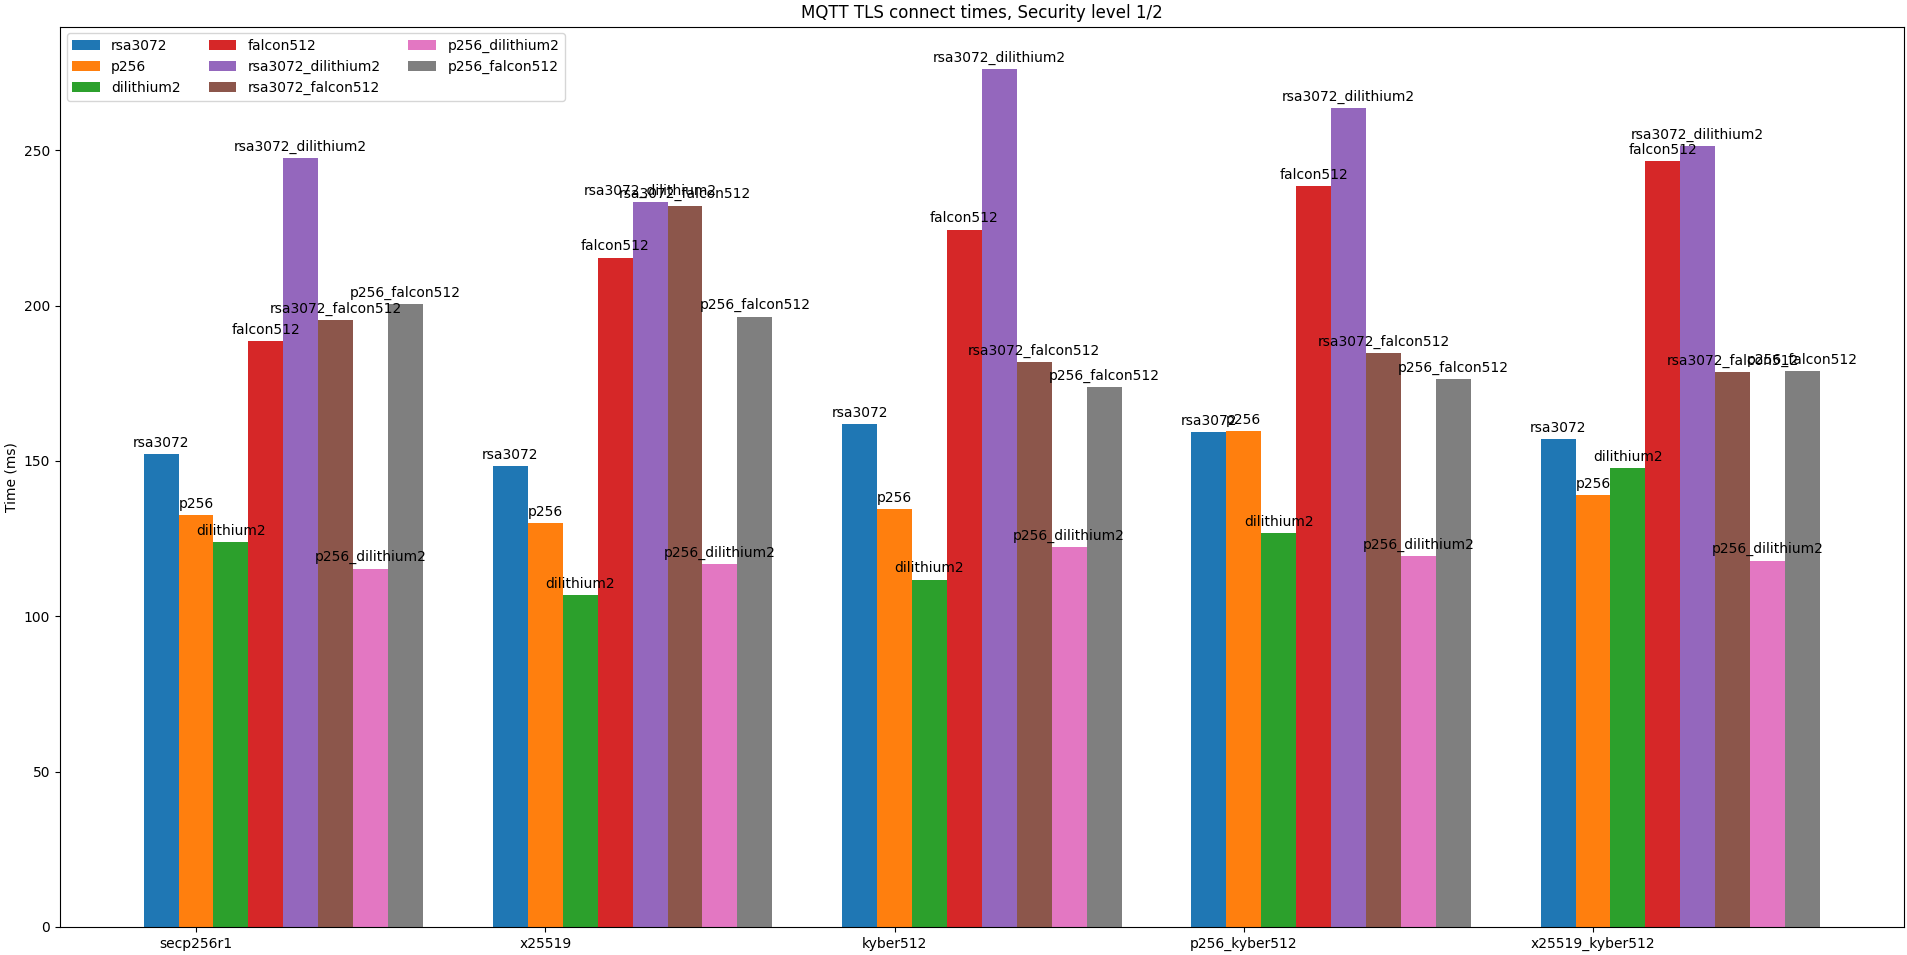 MQTT TLS connect times, Security level 1/2
rsa3072
p256
dilithium2
falcon512
rsa3072_dilithium2
rsa3072_falcon512
p256_dilithium2
p256_falcon512
Time (ms)
250
200
150
100
50
0
rsa3072
p256
dilithium2
falcon512
rsa3072_dilithium2
rsa3072_falcon512
p256_dilithium2
p256_falcon512
rsa3072
p256
dilithium2
falcon512
rsa3072_dilithium2
rsa3072_falcon512
p256_dilithium2
p256_falcon512
rsa3072
p256
dilithium2
falcon512
rsa3072_dilithium2
rsa3072_falcon512
p256_dilithium2
p256_falcon512
rsa3072
p256
dilithium2
falcon512
rsa3072_dilithium2
rsa3072_falcon512
p256_dilithium2
p256_falcon512
rsa3072
p256
dilithium2
falcon512
rsa3072_dilithium2
rsa3072_falcon512
p256_dilithium2
p256_falcon512
secp256r1
x25519
kyber512
p256_kyber512
x25519_kyber512